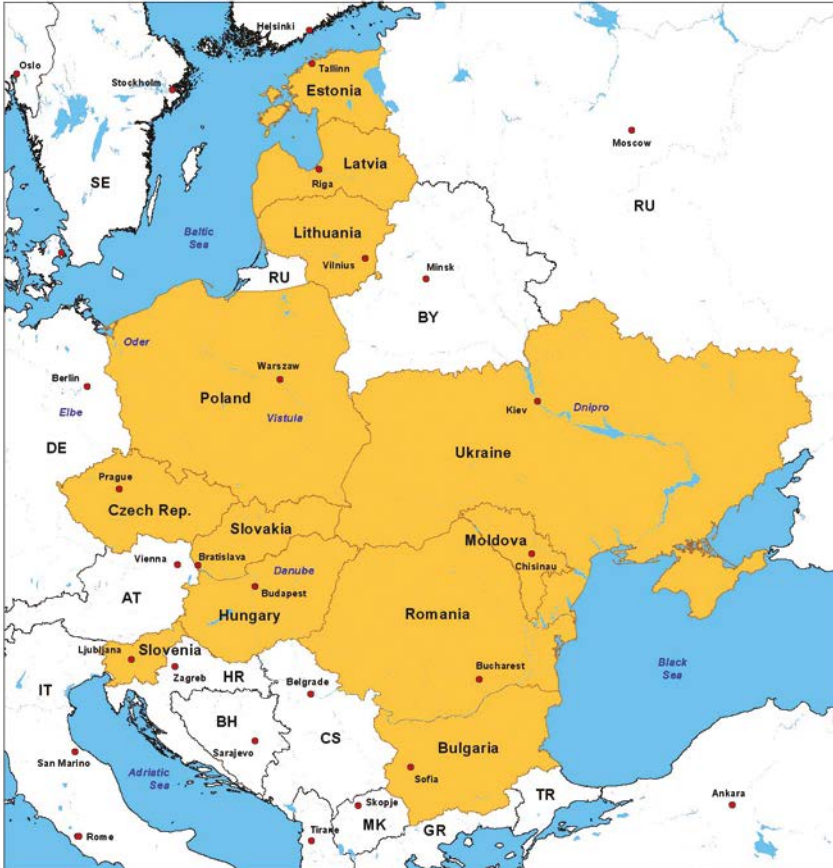 Helsinki
Oslo
Tallinn
Stockholm
Estonia
Moscow
Latvia
Riga
SE
RU
Baltic
Sea
Lithuania
Vilnius
Minsk
RU
BY
Oder
Warszaw
Berlin
Poland
Kiev
Dnipro
Elbe
Vistula
DE
Ukraine
Prague
Czech Rep.
Slovakia
Moldova
Vienna
Bratislava
Danube
Chisinau
Budapest
AT
Hungary
Romania
Slovenia
Ljubljana
Zagreb
HR
Bucharest
Black
Sea
IT
Belgrade
BH
CS
Bulgaria
Sarajevo
San Marino
Adriatic
Sea
Sofia
TR
Ankara
Skopje
MK
GR
Rome
Tirane